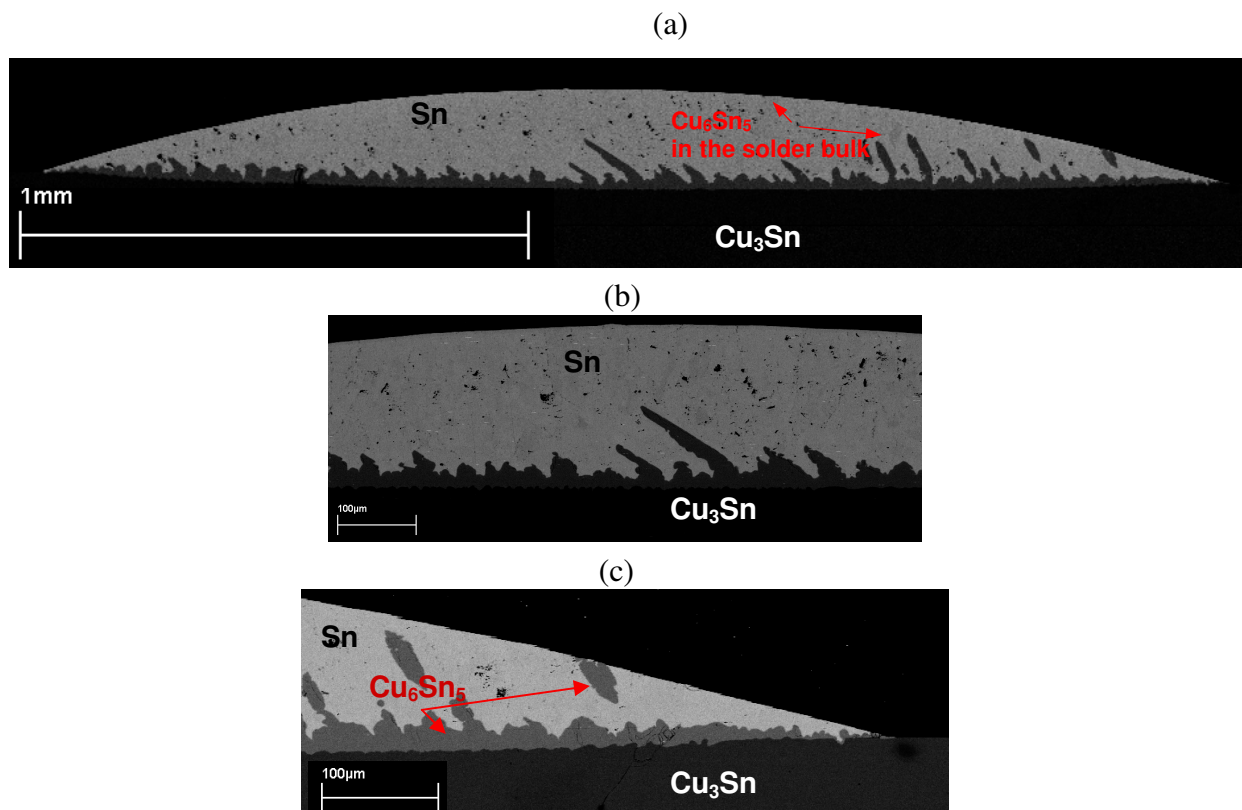 (a)
Sn
Cu₆Sn₅
in the solder bulk
1mm
Cu₃Sn
(b)
Sn
100µm
Cu₃Sn
(c)
Sn
Cu₆Sn₅
100µm
Cu₃Sn